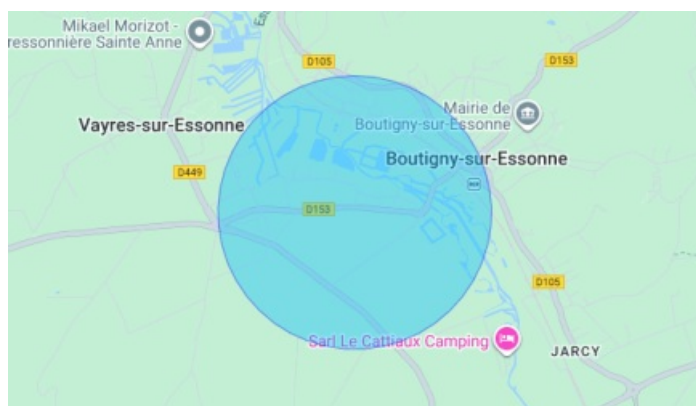 Mikael Morizot -
ressonnière Sainte Anne
D105
D153
Mairie de
Boutigny-sur-Essonne
Vayres-sur-Essonne
Boutigny-sur-Essonne
D449
D153
D105
Sarl Le Cattiaux Camping
JARCY